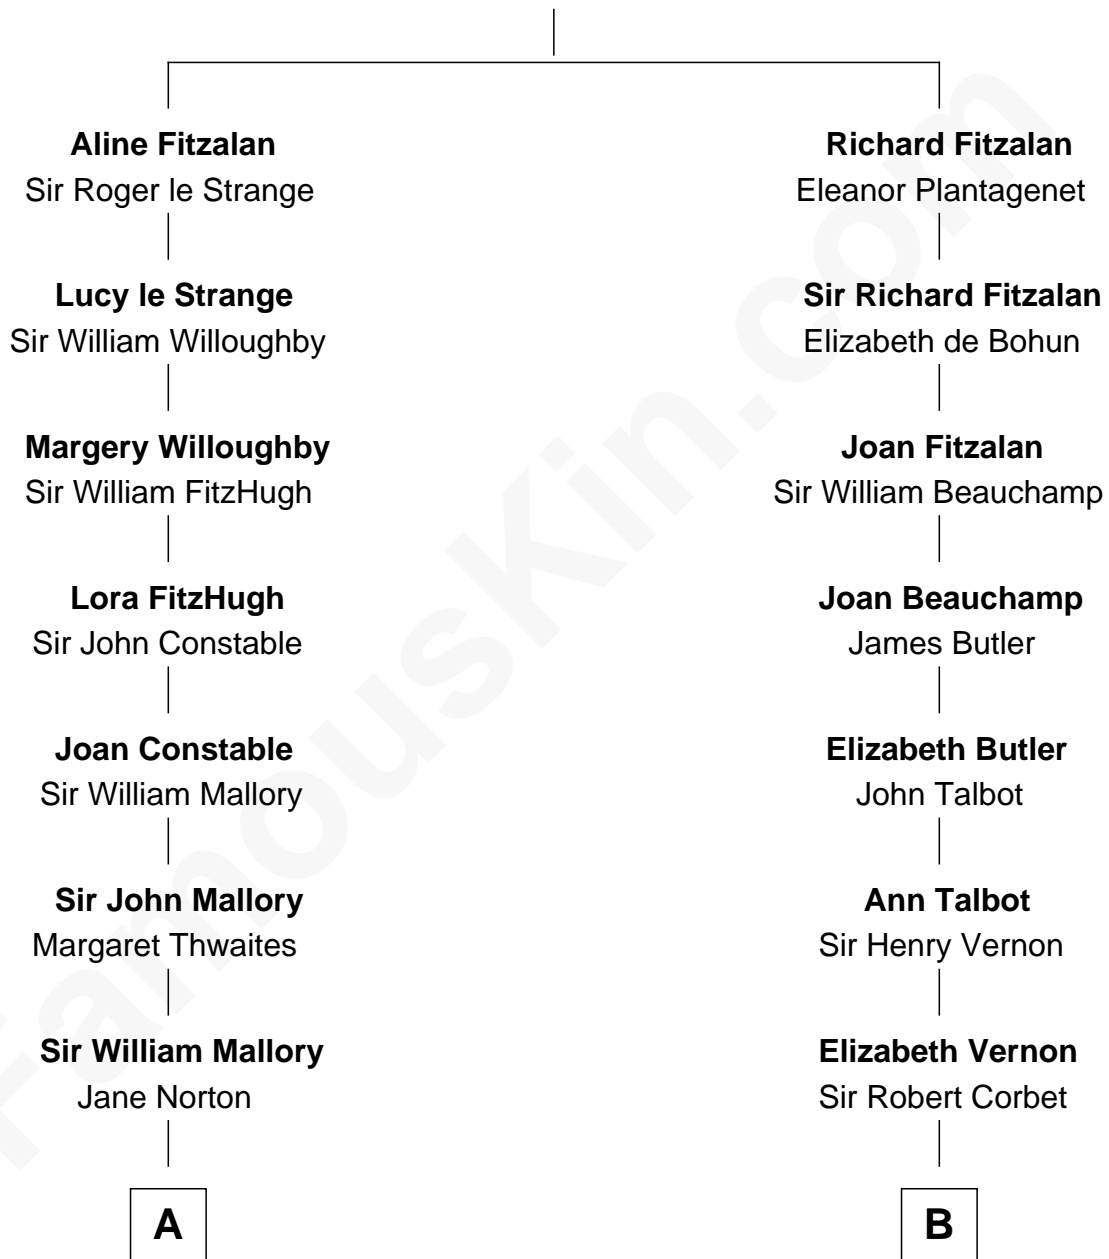 Aline Fitzalan
Sir Roger le Strange
Richard Fitzalan
Eleanor Plantagenet
Lucy le Strange
Sir William Willoughby
Sir Richard Fitzalan
Elizabeth de Bohun
Margery Willoughby
Sir William FitzHugh
Joan Fitzalan
Sir William Beauchamp
Lora FitzHugh
Sir John Constable
Joan Beauchamp
James Butler
Joan Constable
Sir William Mallory
Elizabeth Butler
John Talbot
Sir John Mallory
Margaret Thwaites
Ann Talbot
Sir Henry Vernon
Sir William Mallory
Jane Norton
Elizabeth Vernon
Sir Robert Corbet
A
B
FamousKin.com